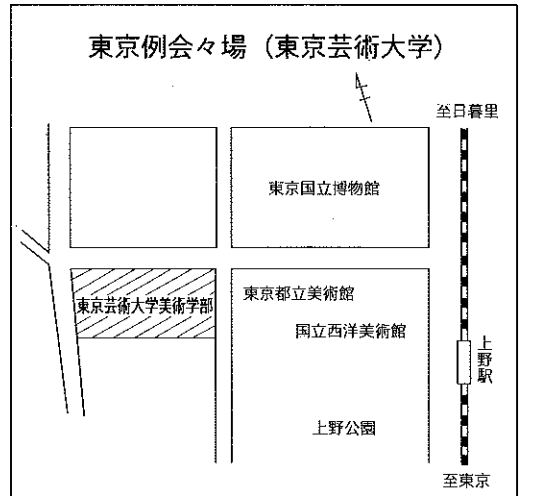 東京例会々場（東京芸術大学）
至日暮里
東京国立博物館
東京都立美術館
東京芸術大学美術学部
国立西洋美術館
上野駅
上野公園
至東京